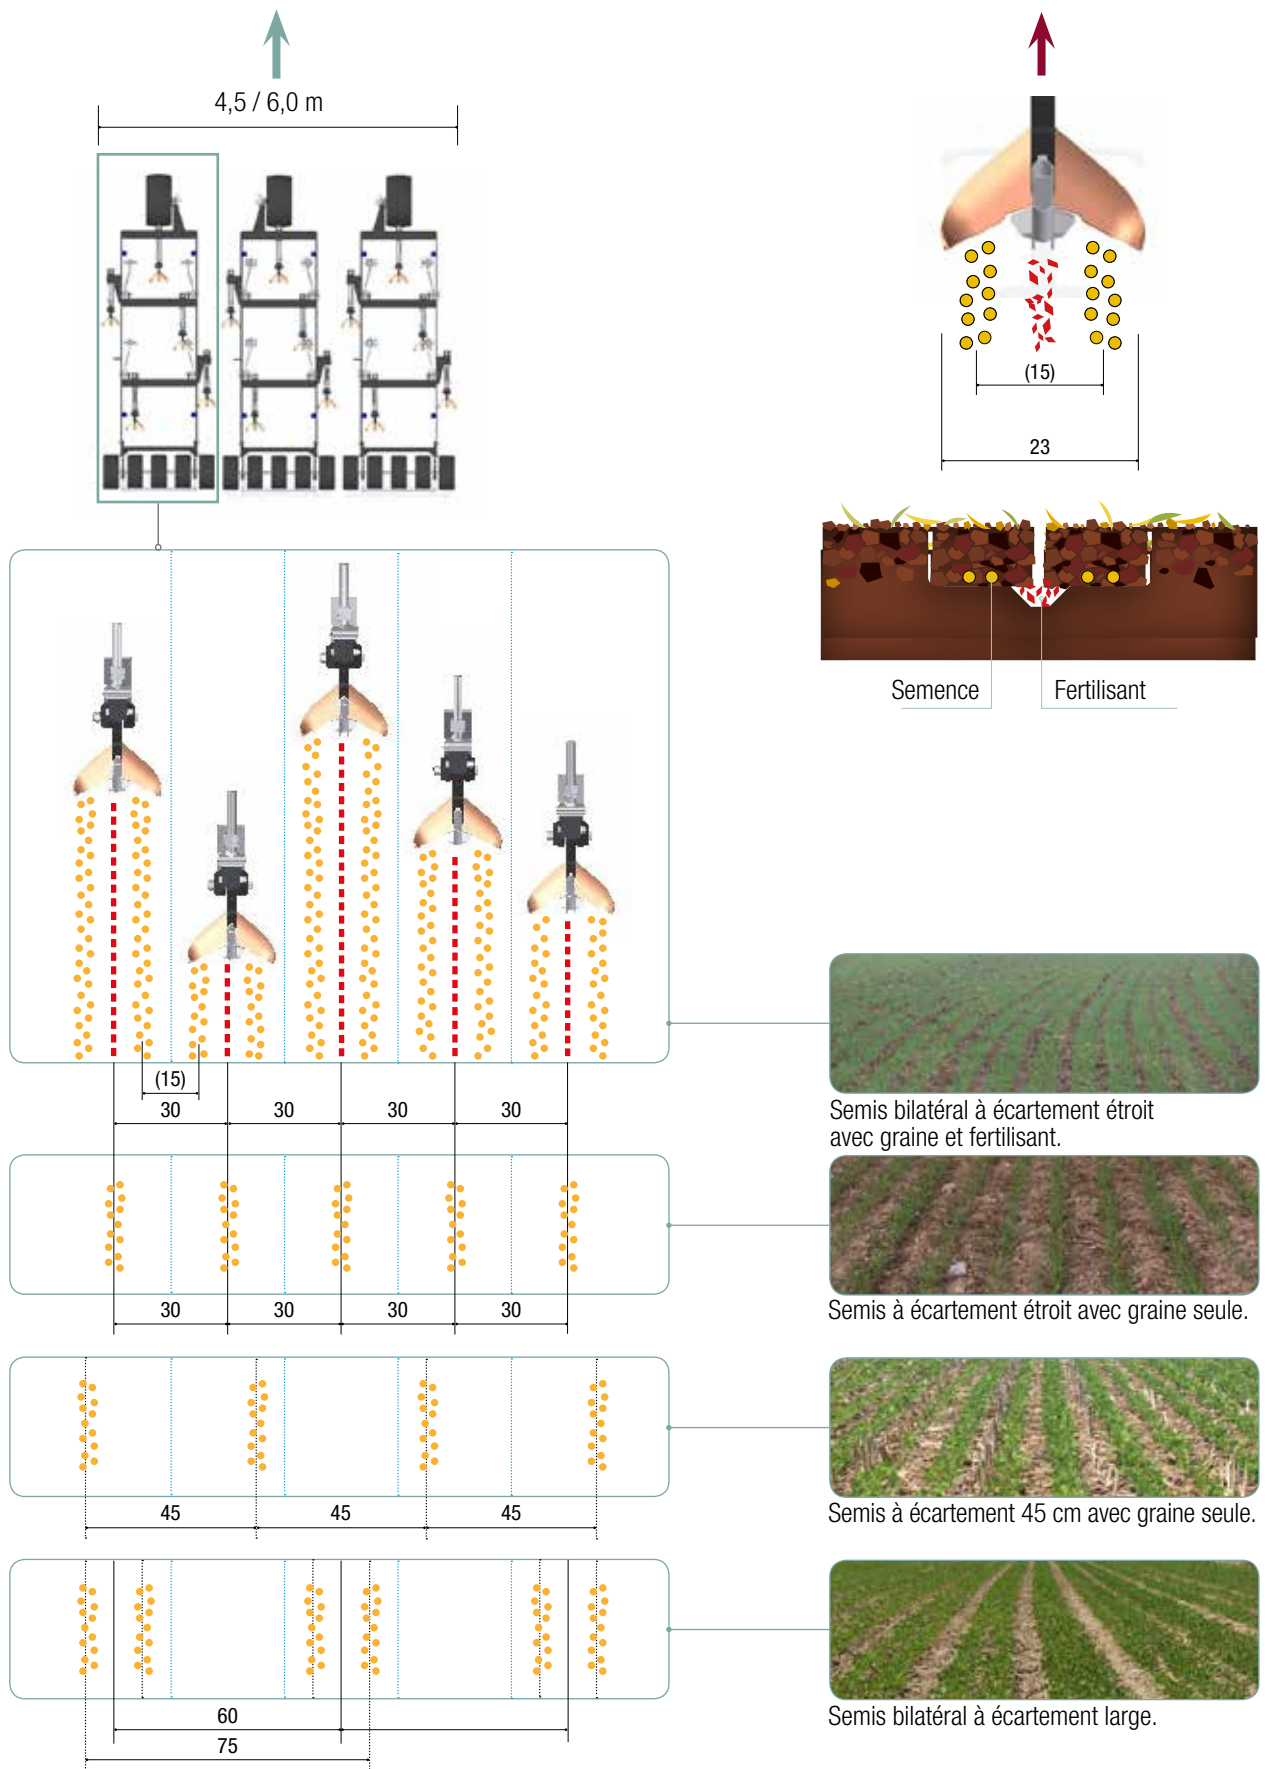 4,5 / 6,0 m
(15)
23
Semence
Fertilisant
(15)
30
30
30
30
Semis bilatéral à écartement étroit
avec graine et fertilisant.
30
30
30
30
Semis à écartement étroit avec graine seule.
45
45
45
Semis à écartement 45 cm avec graine seule.
60
75
Semis bilatéral à écartement large.